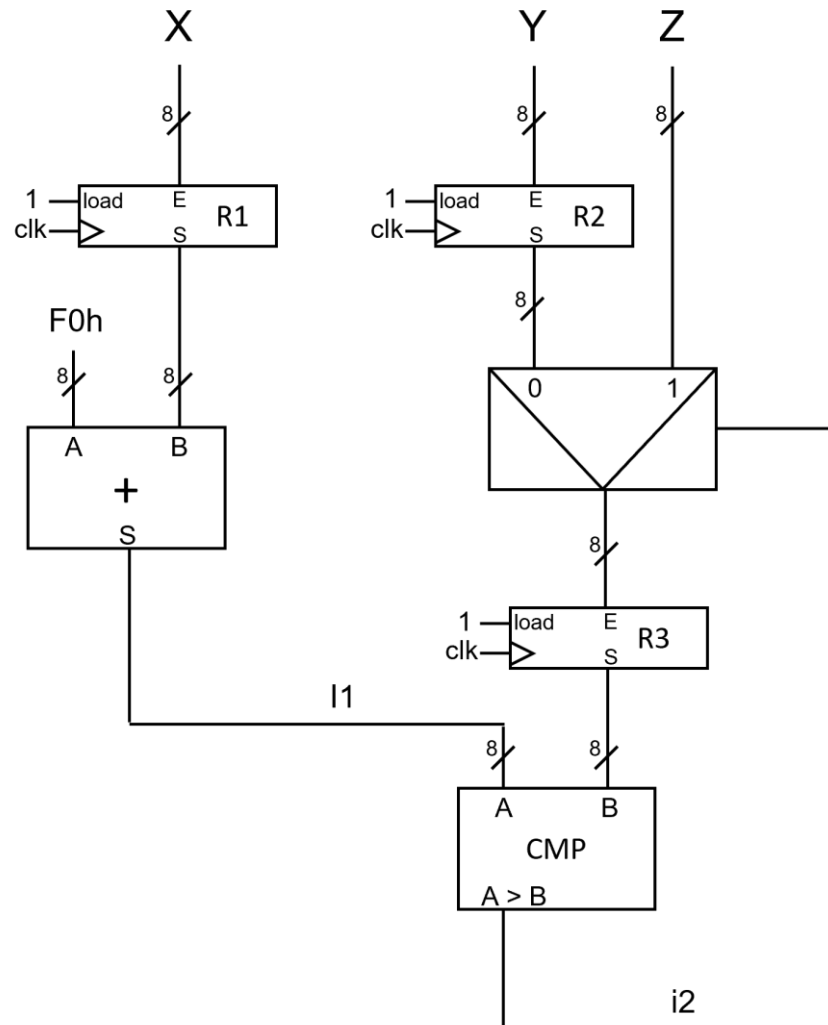 X Y Z
8 8 8
1 load E R1
clk S
1 load E R2
clk S
F0h
8
8 8
0 1
A B
+
S
8
1 load E R3
clk S
I1
8 8
A B
CMP
A > B
i2